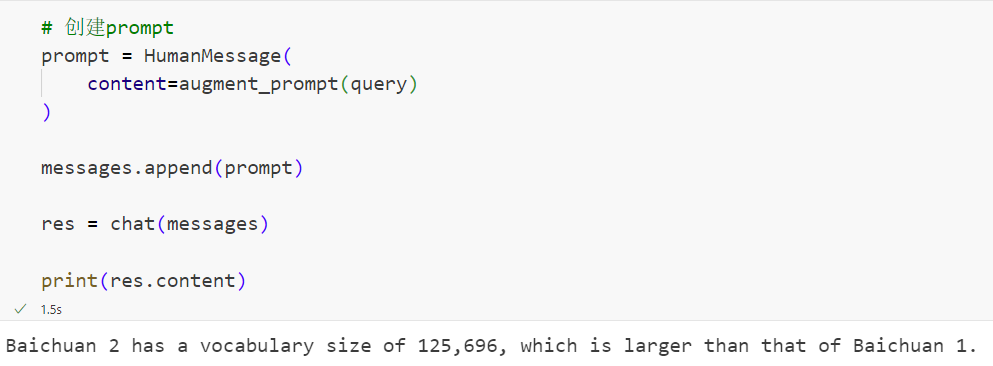 # 创建prompt
prompt = HumanMessage(
    content=augment_prompt(query)
)
messages.append(prompt)
res = chat(messages)
print(res.content)
✓ 1.5s
Baichuan 2 has a vocabulary size of 125,696, which is larger than that of Baichuan 1.